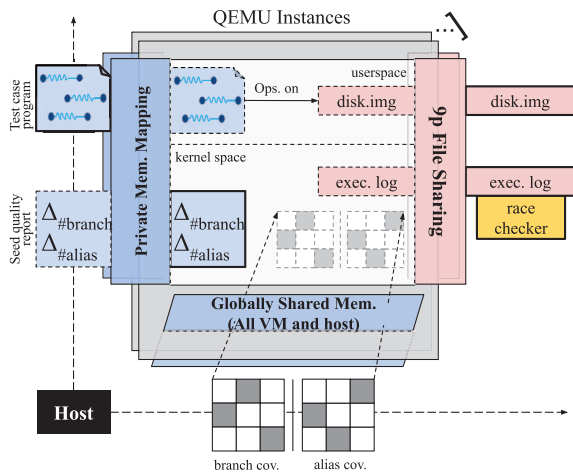 QEMU Instances
...
Test case
program
Private Mem. Mapping
Ops. on
userspace
disk.img
9p File Sharing
disk.img
kernel space
exec. log
exec. log
race
checker
Seed quality
report
Δ#branch
Δ#alias
Δ#branch
Δ#alias
Globally Shared Mem.
(All VM and host)
Host
branch cov.
alias cov.